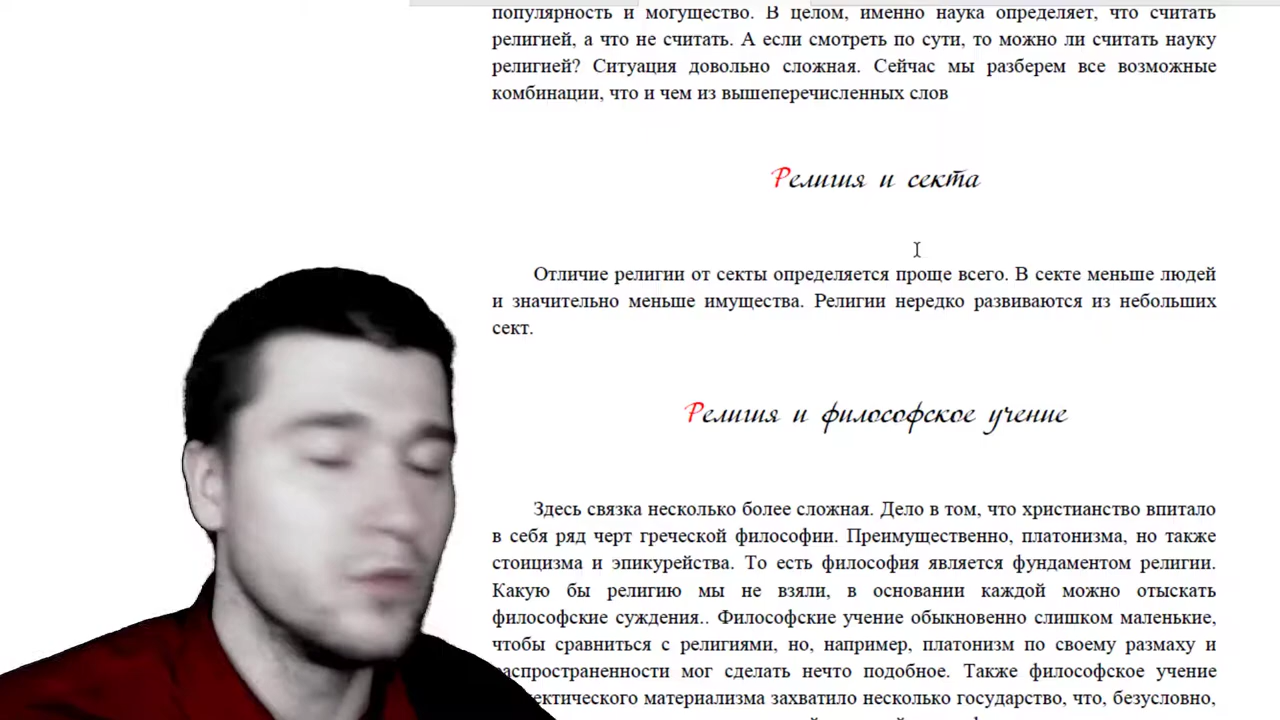 популярность и могущество. В целом, именно наука определяет, что считать
религией, а что не считать. А если смотреть по сути, то можно ли считать науку
религией? Ситуация довольно сложная. Сейчас мы разберем все возможные
комбинации, что и чем из вышеперечисленных слов
Религия и секта
Отличие религии от секты определяется проще всего. В секте меньше людей
и значительно меньше имущества. Религии нередко развиваются из небольших
сект.
Религия и философское учение
Здесь связка несколько более сложная. Дело в том, что христианство впитало
в себя ряд черт греческой философии. Преимущественно, платонизма, но также
стоицизма и эпикурейства. То есть философия является фундаментом религии.
Какую бы религию мы не взяли, в основании каждой можно отыскать
философские суждения.. Философские учение обыкновенно слишком маленькие,
чтобы сравниться с религиями, но, например, платонизм по своему размаху и
распространенности мог сделать нечто подобное. Также философское учение
материализма захватило несколько государство, что, безусловно,